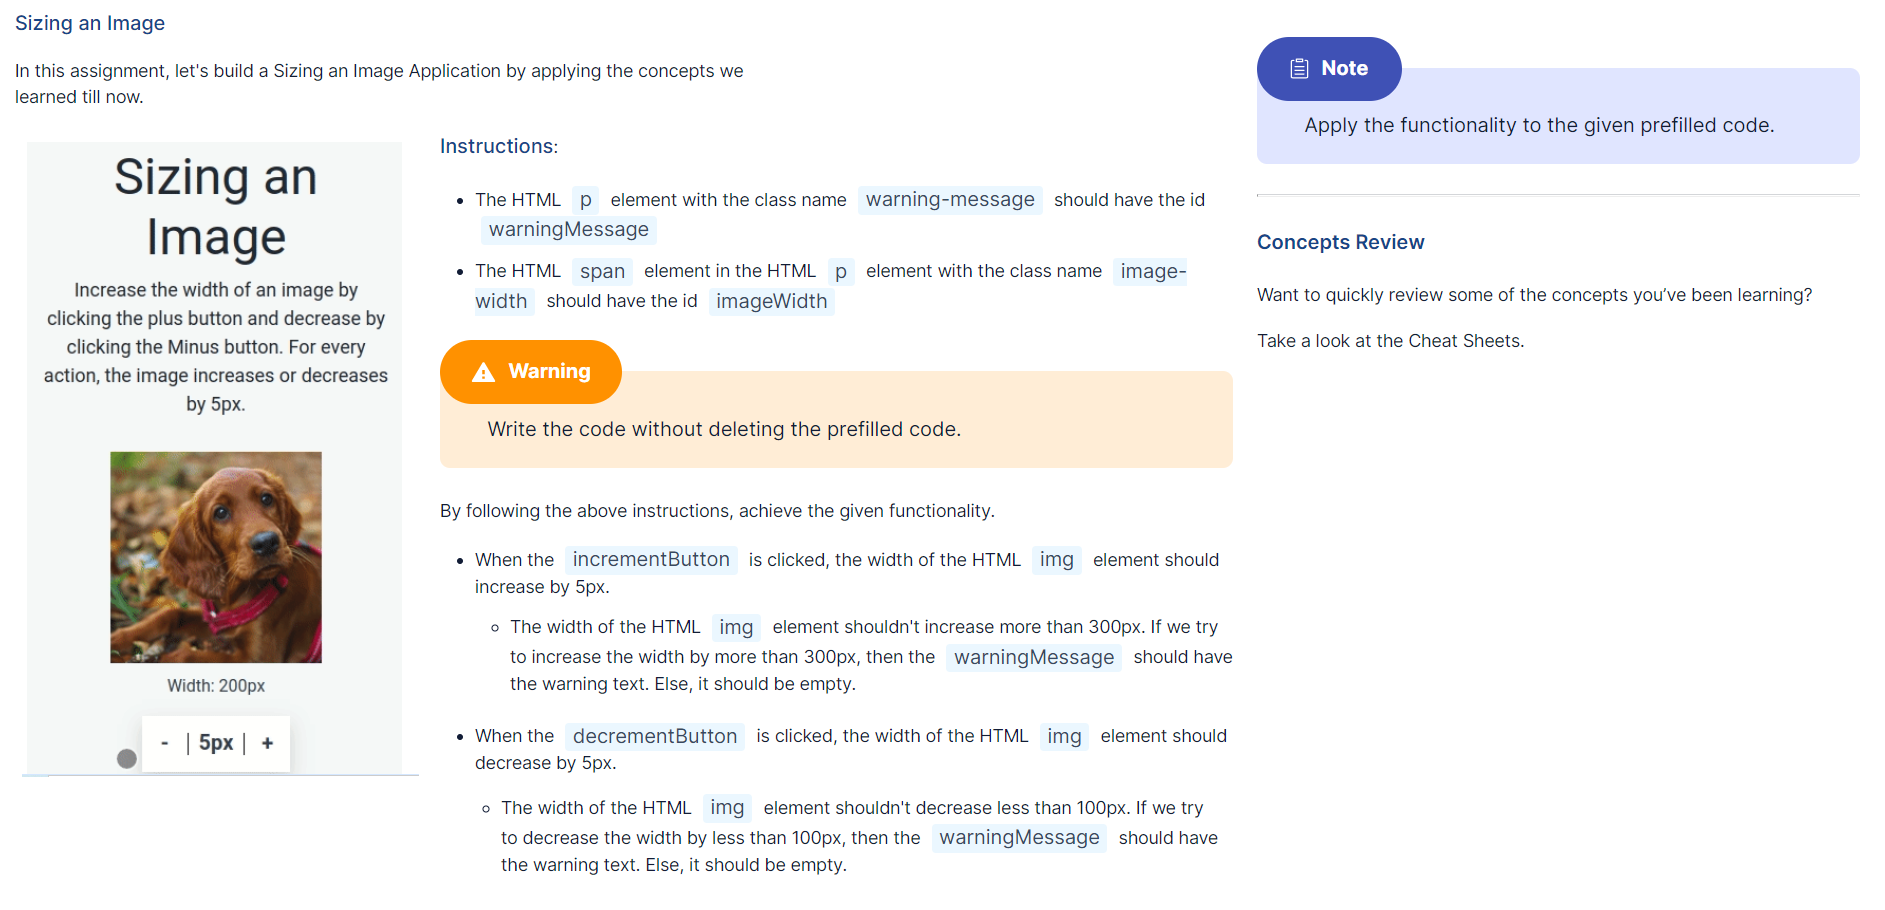 Sizing an Image
In this assignment, let's build a Sizing an Image Application by applying the concepts we
learned till now.
Sizing an
Image
Increase the width of an image by
clicking the plus button and decrease by
clicking the Minus button. For every
action, the image increases or decreases
by 5px.
Width: 200px
- | 5px | +
Instructions:
• The HTML p element with the class name warning-message should have the id
warningMessage
• The HTML span element in the HTML p element with the class name image-
width should have the id imageWidth
Warning
Write the code without deleting the prefilled code.
By following the above instructions, achieve the given functionality.
• When the incrementButton is clicked, the width of the HTML img element should
increase by 5px.
◦ The width of the HTML img element shouldn't increase more than 300px. If we try
to increase the width by more than 300px, then the warningMessage should have
the warning text. Else, it should be empty.
• When the decrementButton is clicked, the width of the HTML img element should
decrease by 5px.
◦ The width of the HTML img element shouldn't decrease less than 100px. If we try
to decrease the width by less than 100px, then the warningMessage should have
the warning text. Else, it should be empty.
Note
Apply the functionality to the given prefilled code.
Concepts Review
Want to quickly review some of the concepts you’ve been learning?
Take a look at the Cheat Sheets.